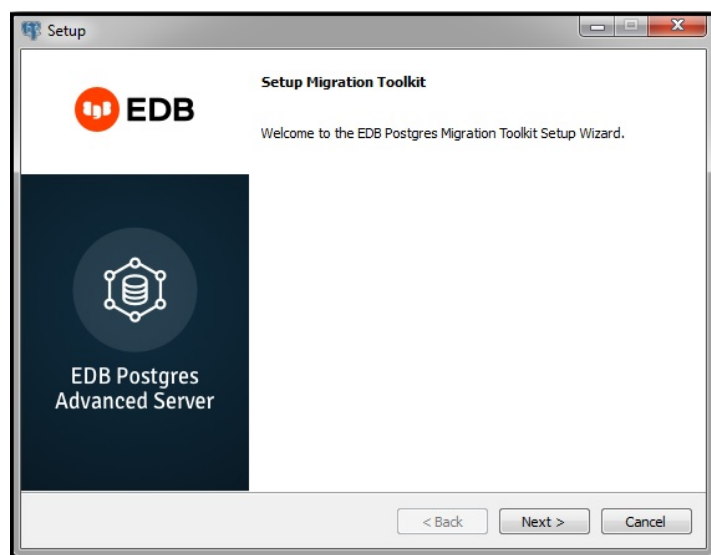 Setup
EDB
Setup Migration Toolkit
Welcome to the EDB Postgres Migration Toolkit Setup Wizard.
EDB Postgres
Advanced Server
< Back
Next >
Cancel